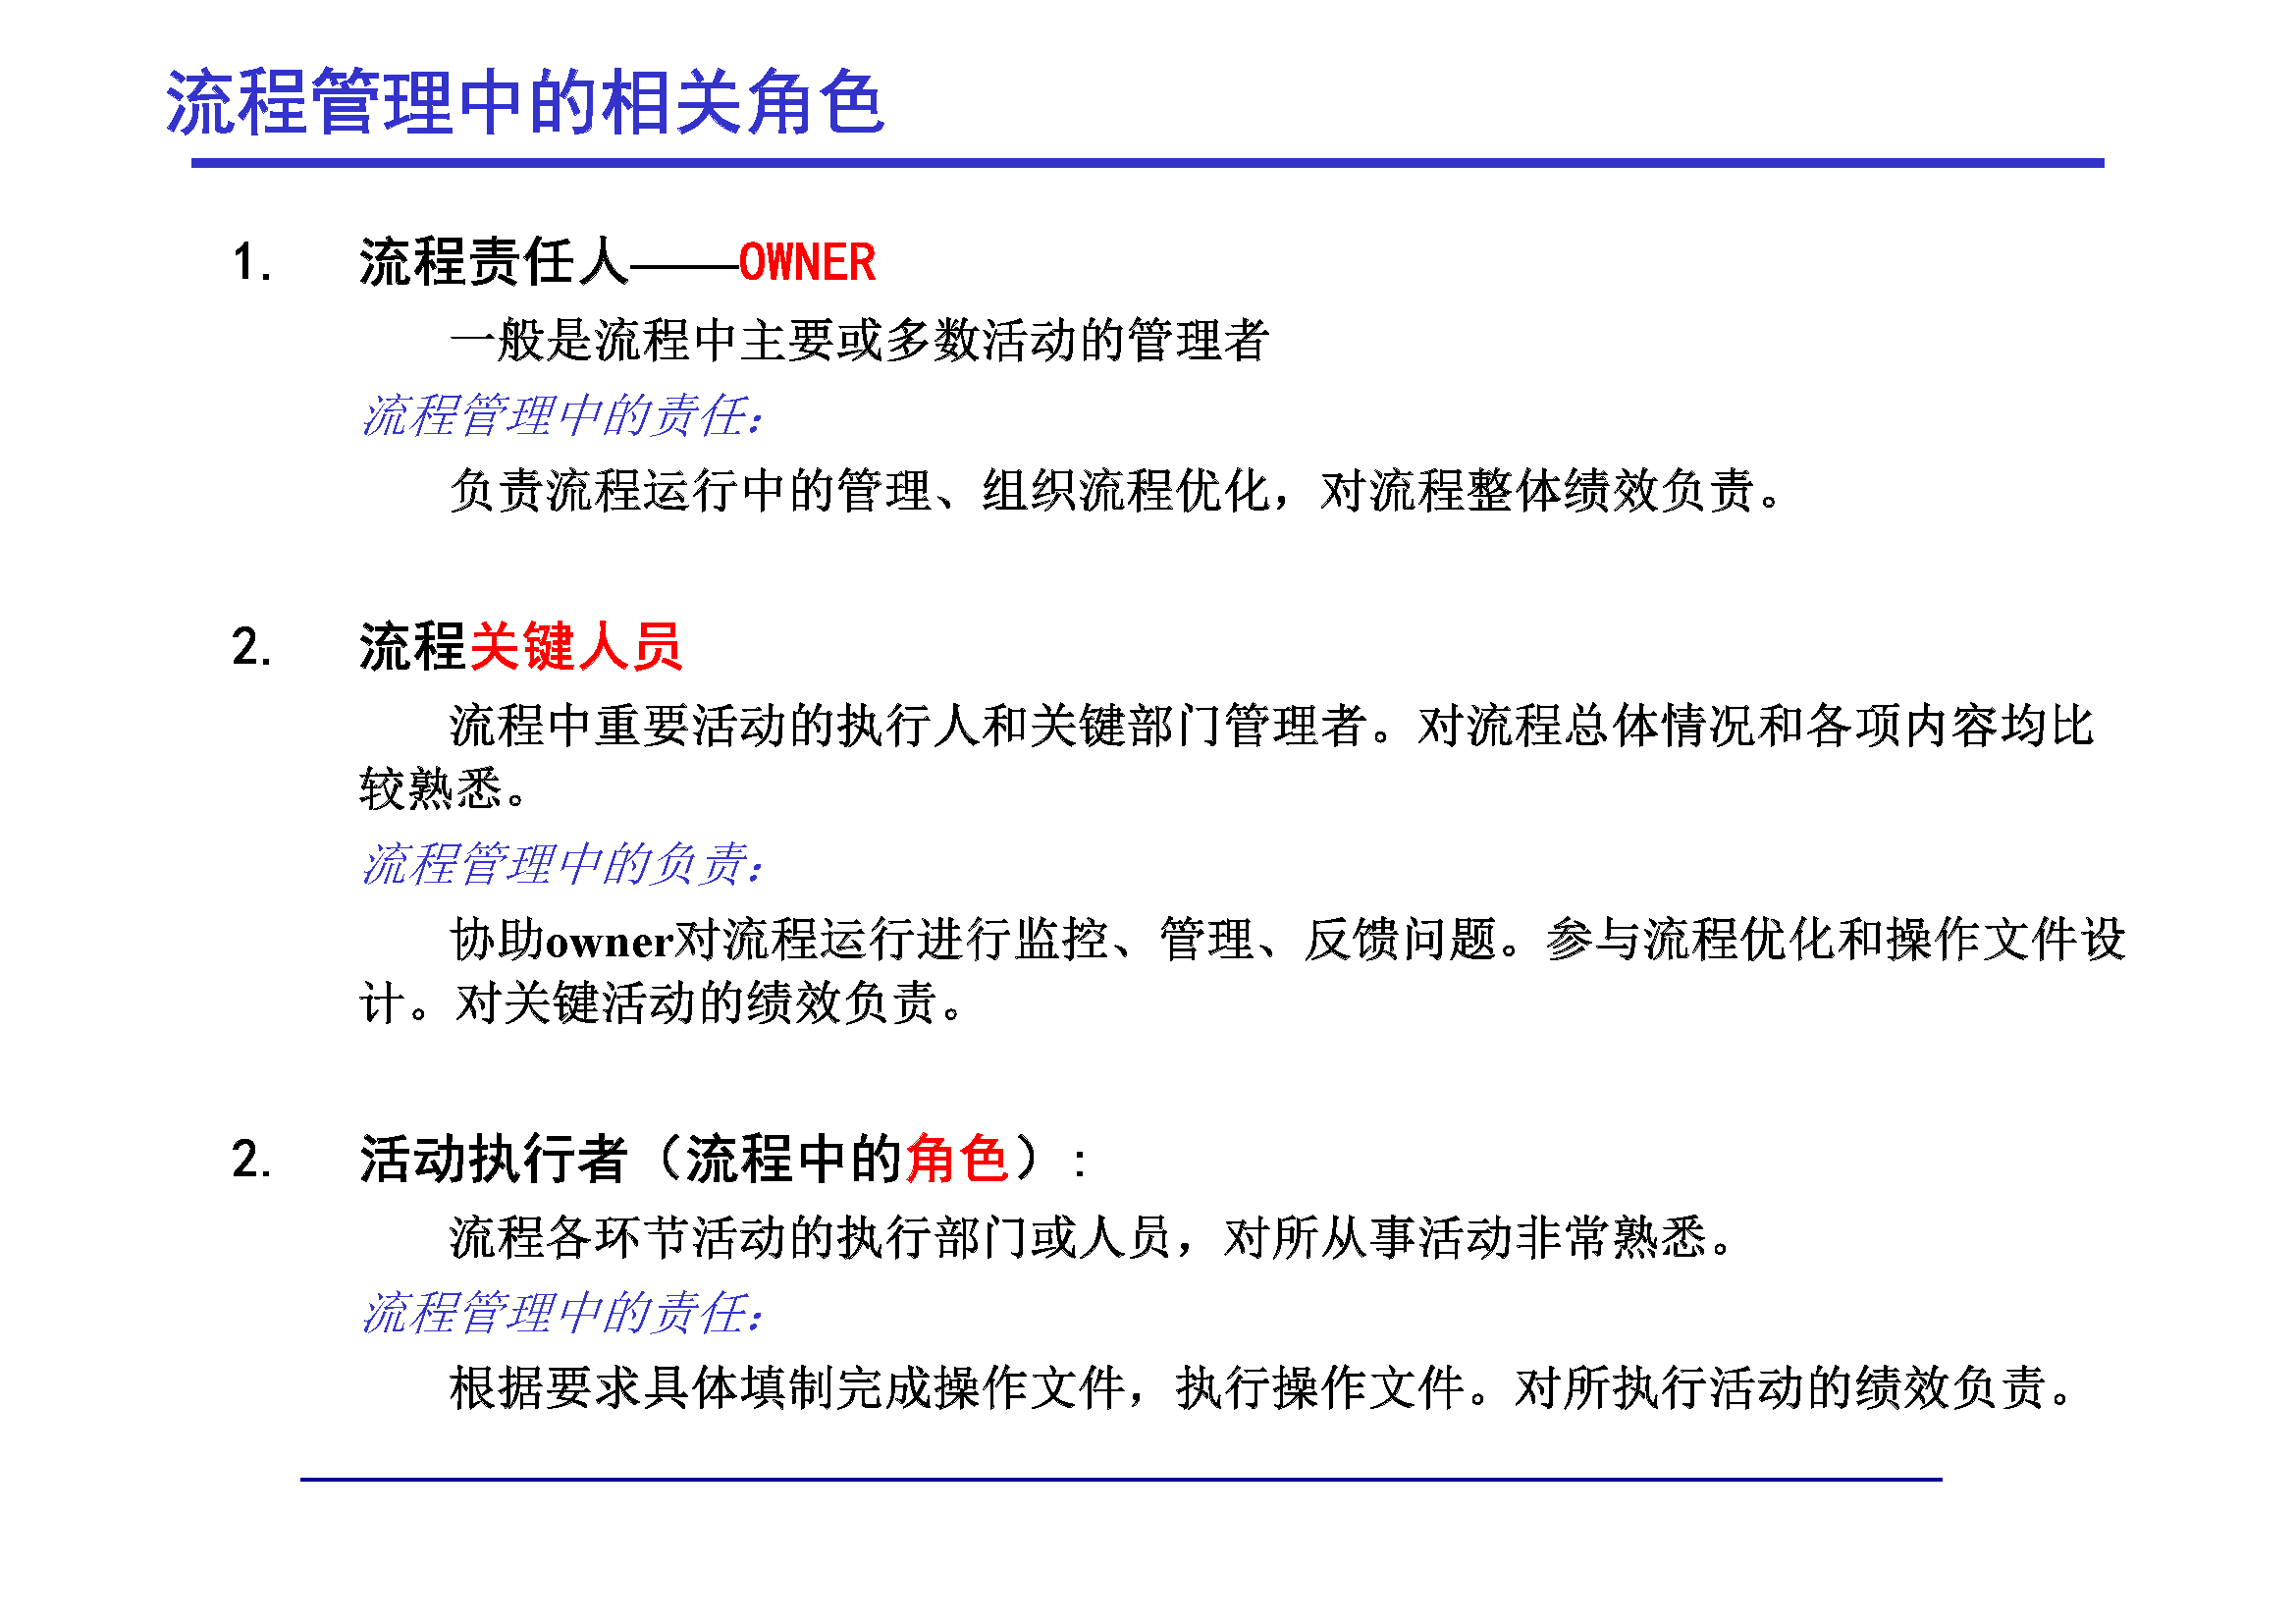 流程管理中的相关角色
1. 流程责任人——OWNER
一般是流程中主要或多数活动的管理者
流程管理中的责任：
负责流程运行中的管理、组织流程优化，对流程整体绩效负责。
2. 流程关键人员
流程中重要活动的执行人和关键部门管理者。对流程总体情况和各项内容均比
较熟悉。
流程管理中的负责：
协助owner对流程运行进行监控、管理、反馈问题。参与流程优化和操作文件设
计。对关键活动的绩效负责。
2. 活动执行者（流程中的角色）：
流程各环节活动的执行部门或人员，对所从事活动非常熟悉。
流程管理中的责任：
根据要求具体填制完成操作文件，执行操作文件。对所执行活动的绩效负责。